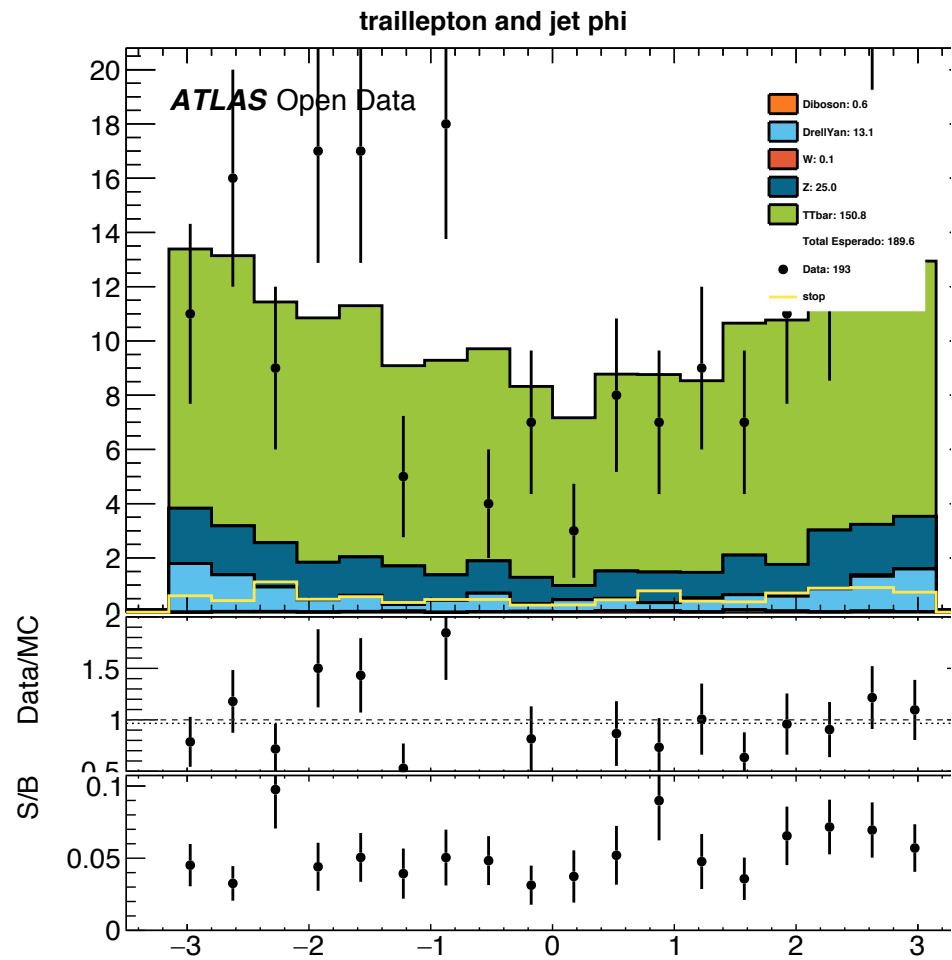 traillepton and jet phi
ATLAS Open Data
Diboson: 0.6
DrellYan: 13.1
W: 0.1
Z: 25.0
TTbar: 150.8
Total Esperado: 189.6
Data: 193
stop
20
18
16
14
12
10
8
6
4
2
0
Data/MC
2
1.5
1
0.5
S/B
0.1
0.05
0
−3
−2
−1
0
1
2
3